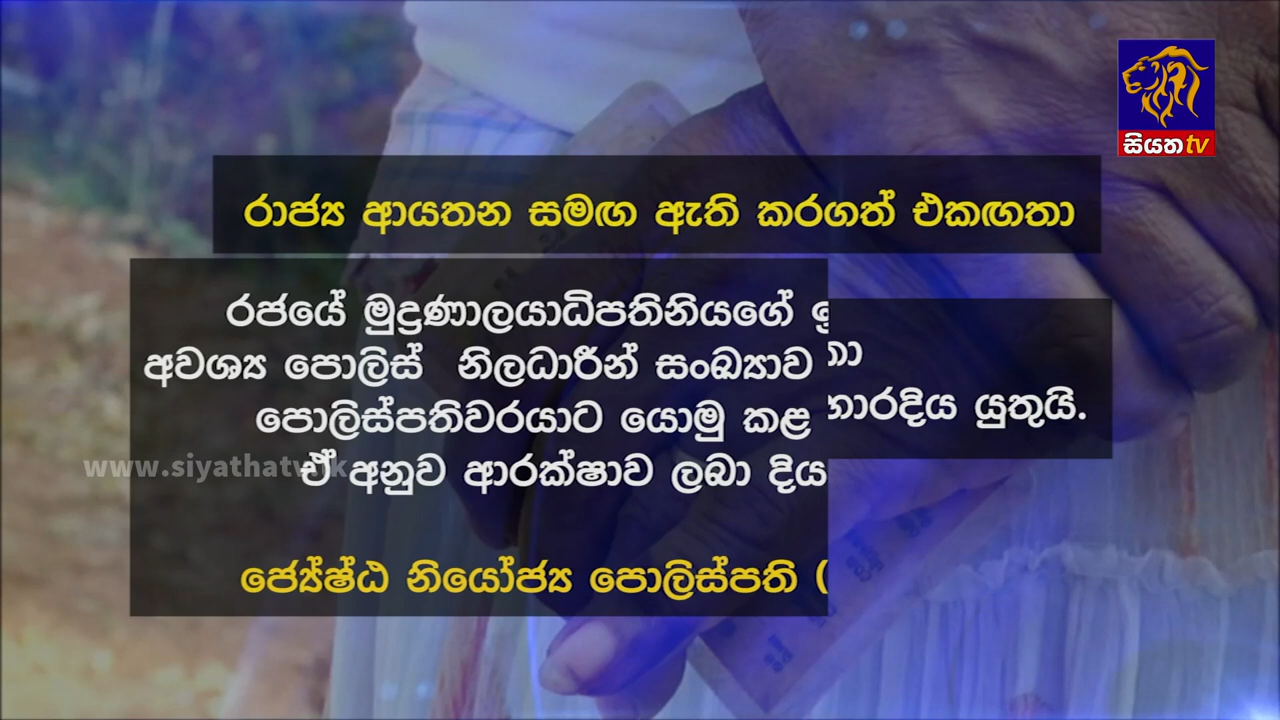 සියත tv
රාජ්‍ය ආයතන සමඟ ඇති කරගත් එකඟතා
රජයේ මුද්‍රණාලයාධිපතිනියගේ
අවශ්‍ය පොලිස් නිලධාරීන් සංඛ්‍යාව
පොලිස්පතිවරයාට යොමු කළ
ඒ අනුව ආරක්ෂාව ලබා දිය
ජ්‍යේෂ්ඨ නියෝජ්‍ය පොලිස්පති (
යුතුයි.